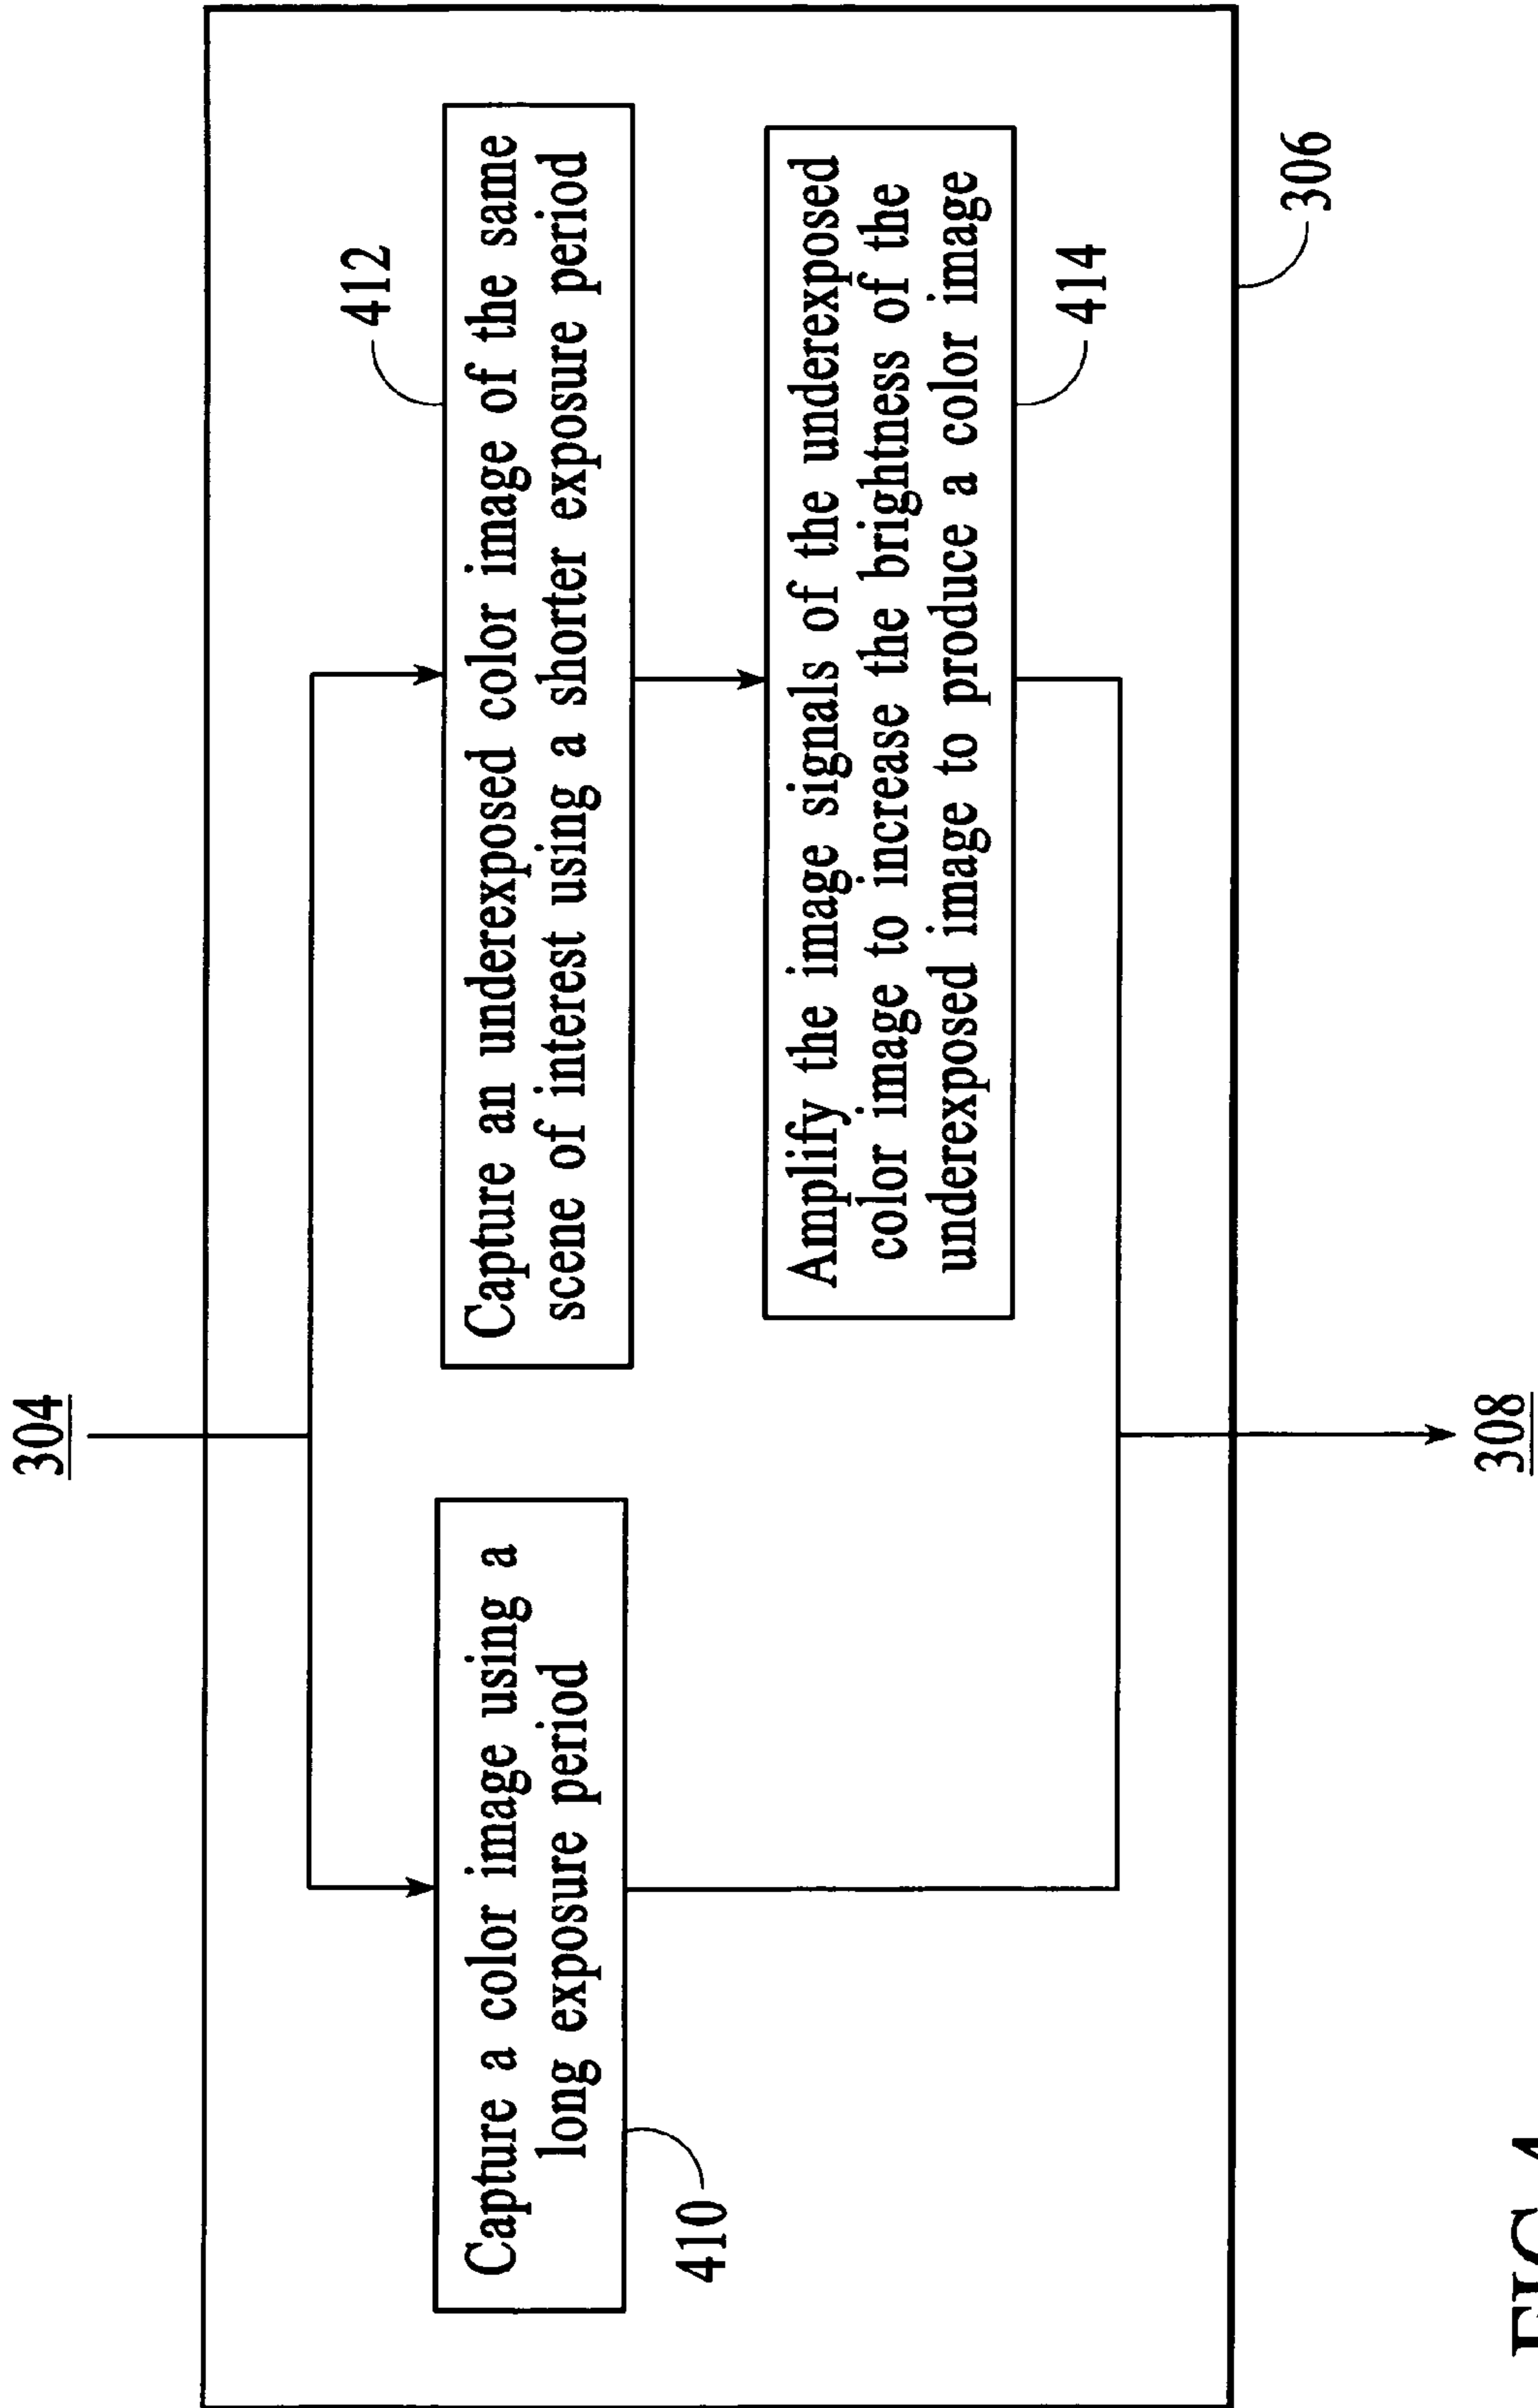 304
412
Capture a color image using a
long exposure period
410
Capture an underexposed color image of the same
scene of interest using a shorter exposure period
Amplify the image signals of the underexposed
color image to increase the brightness of the
underexposed image to produce a color image
414
306
308